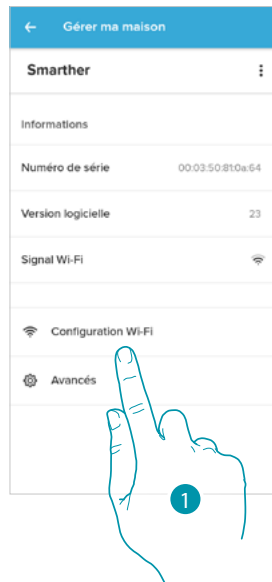 Gérer ma maison
Smarther
Informations
Numéro de série 00:03:50:81:0a:64
Version logicielle 23
Signal Wi-Fi
Configuration Wi-Fi
Avancés
1